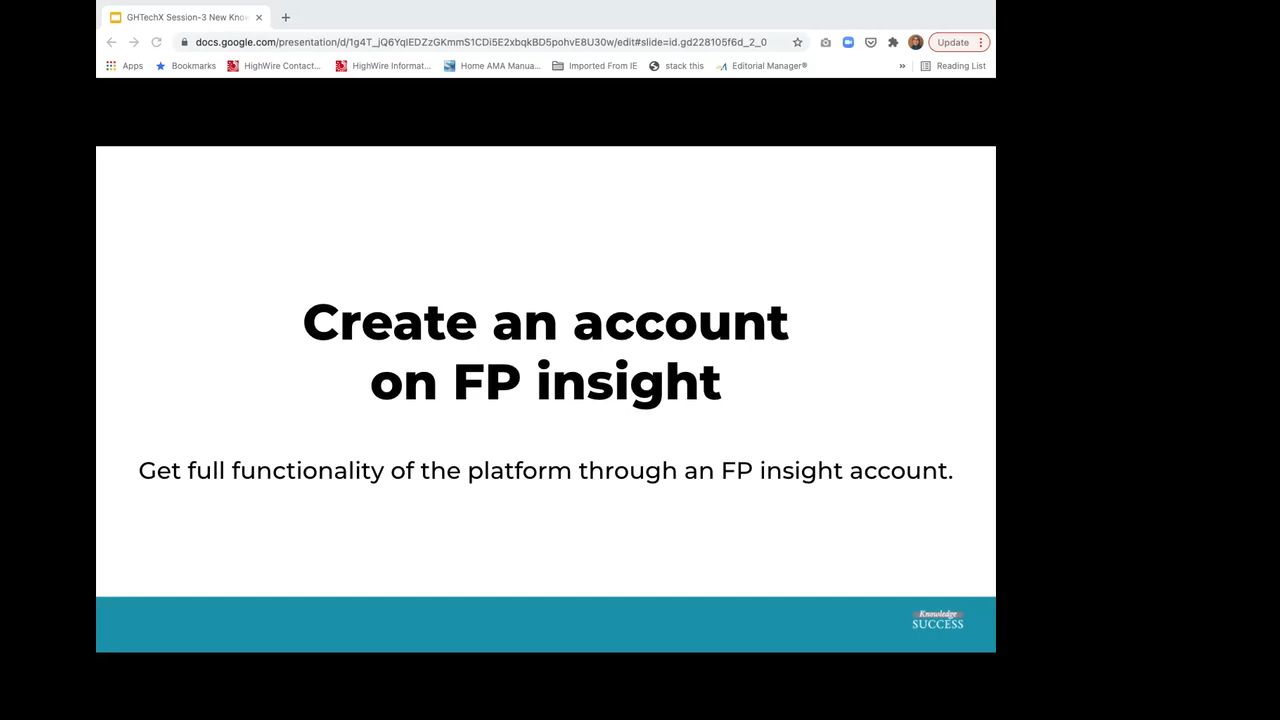 GHTechX Session-3 New Know
docs.google.com/presentation/d/1g4T_jQ6YqlEDZzGKmmS1CDi5E2xbqkBD5pohvE8U30w/edit#slide=id.gd228105f6d_2_0
Update
Apps
Bookmarks
HighWire Contact...
HighWire Informat...
Home AMA Manua...
Imported From IE
stack this
Editorial Manager®
»
Reading List
Create an account
on FP insight
Get full functionality of the platform through an FP insight account.
Knowledge
SUCCESS